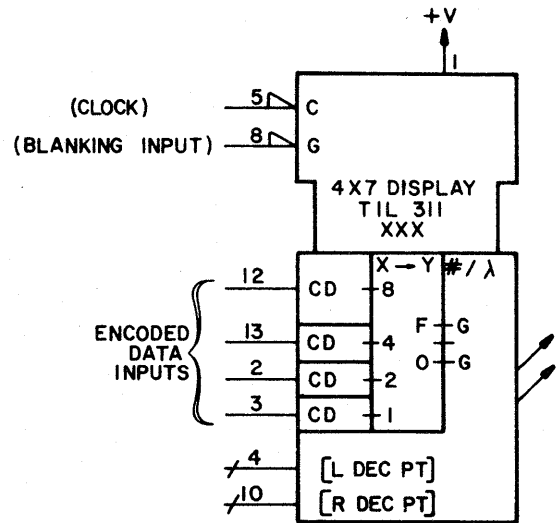 +V
1
(CLOCK) 5 C
(BLANKING INPUT) 8 G
4X7 DISPLAY
TIL 311
XXX
X → Y #/λ
12 CD 8
F G
ENCODED
DATA
INPUTS
13 CD 4
O G
2 CD 2
3 CD 1
4 [L DEC PT]
10 [R DEC PT]